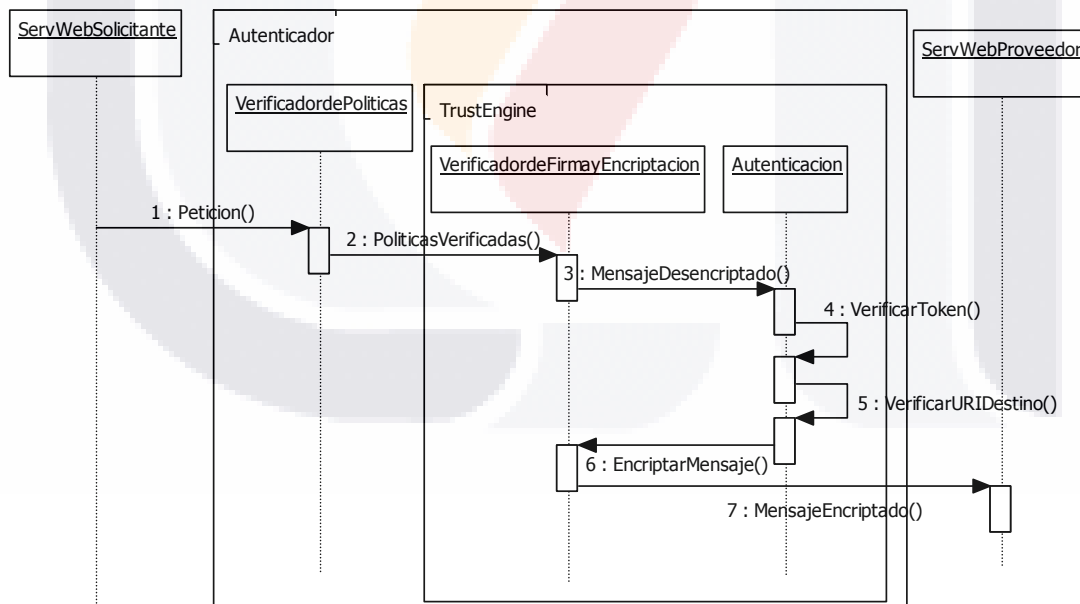 ServWebSolicitante
Autenticador
ServWebProveedor
VerificadordePoliticas
TrustEngine
VerificadordeFirmayEncriptacion
Autenticacion
1 : Peticion()
2 : PoliticasVerificadas()
3 : MensajeDesencriptado()
4 : VerificarToken()
5 : VerificarURIDestino()
6 : EncriptarMensaje()
7 : MensajeEncriptado()